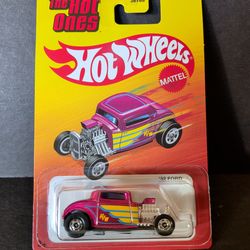 The Hot
Ones
Hot Wheels
MATTEL
'32 FORD